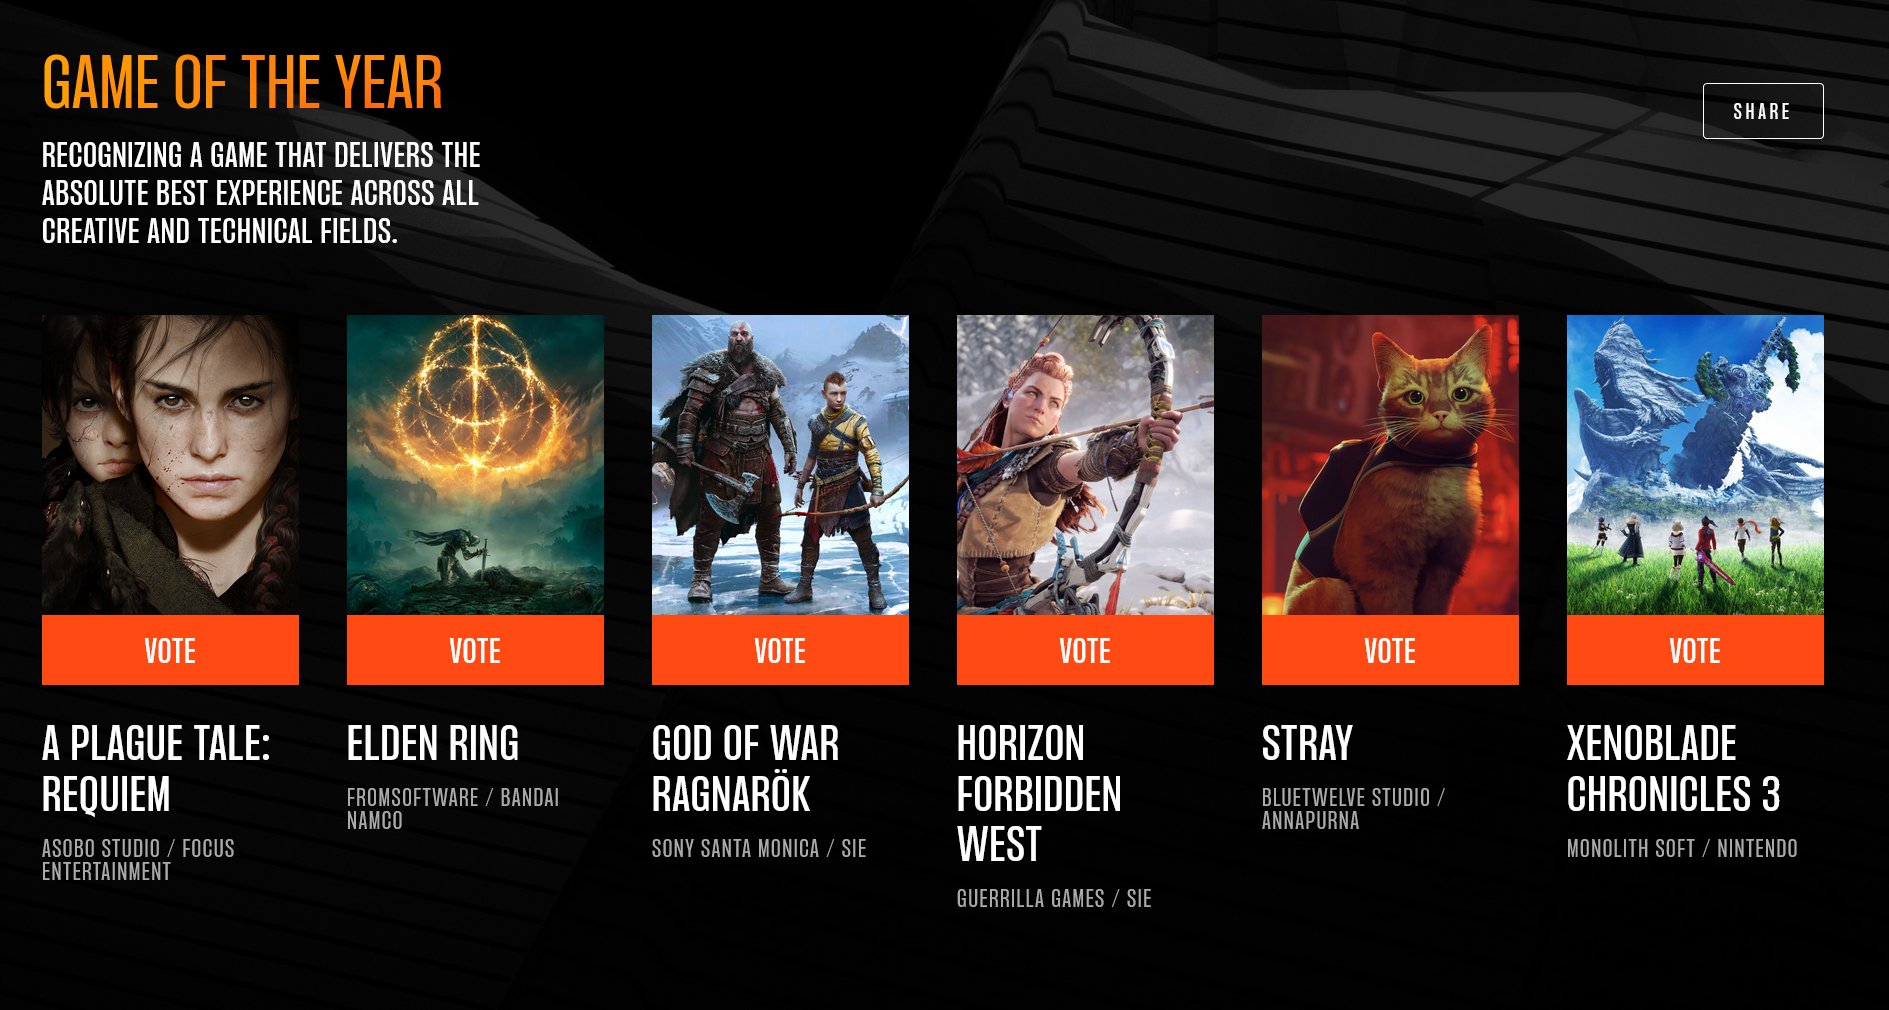 GAME OF THE YEAR
SHARE
RECOGNIZING A GAME THAT DELIVERS THE
ABSOLUTE BEST EXPERIENCE ACROSS ALL
CREATIVE AND TECHNICAL FIELDS.
VOTE
A PLAGUE TALE:
REQUIEM
ASOBO STUDIO / FOCUS
ENTERTAINMENT
VOTE
ELDEN RING
FROMSOFTWARE / BANDAI
NAMCO
VOTE
GOD OF WAR
RAGNARÖK
SONY SANTA MONICA / SIE
VOTE
HORIZON
FORBIDDEN
WEST
GUERRILLA GAMES / SIE
VOTE
STRAY
BLUETWELVE STUDIO /
ANNAPURNA
VOTE
XENOBLADE
CHRONICLES 3
MONOLITH SOFT / NINTENDO